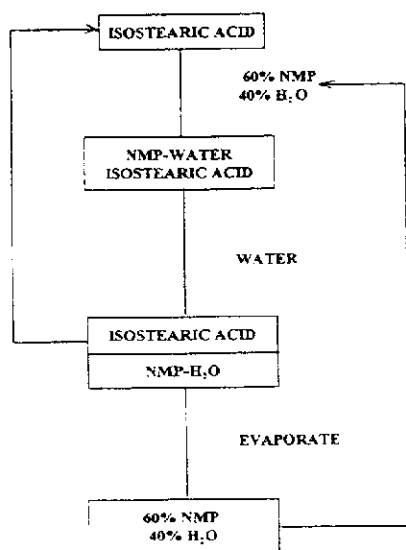 ISOSTEARIC ACID
60% NMP
40% H₂O
NMP-WATER
ISOSTEARIC ACID
WATER
ISOSTEARIC ACID
NMP-H₂O
EVAPORATE
60% NMP
40% H₂O